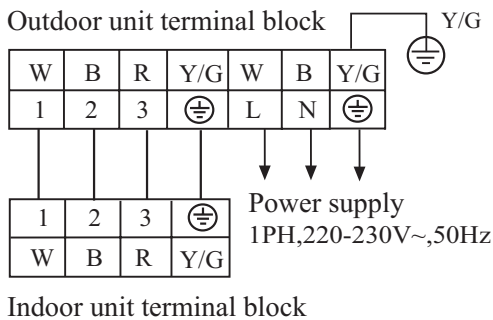 Outdoor unit terminal block
Y/G
W B R Y/G W B Y/G
1 2 3 L N
Power supply
1PH,220-230V~,50Hz
1 2 3
W B R Y/G
Indoor unit terminal block